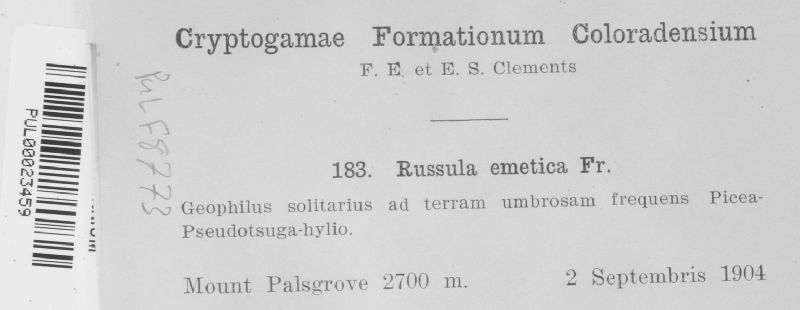 Cryptogamae Formationum Coloradensium
F. E. et E. S. Clements
183. Russula emetica Fr.
Geophilus solitarius ad terram umbrosam frequens Picea-
Pseudotsuga-hylio.
Mount Palsgrove 2700 m. 2 Septembris 1904
PUL F8773
PUL00023459